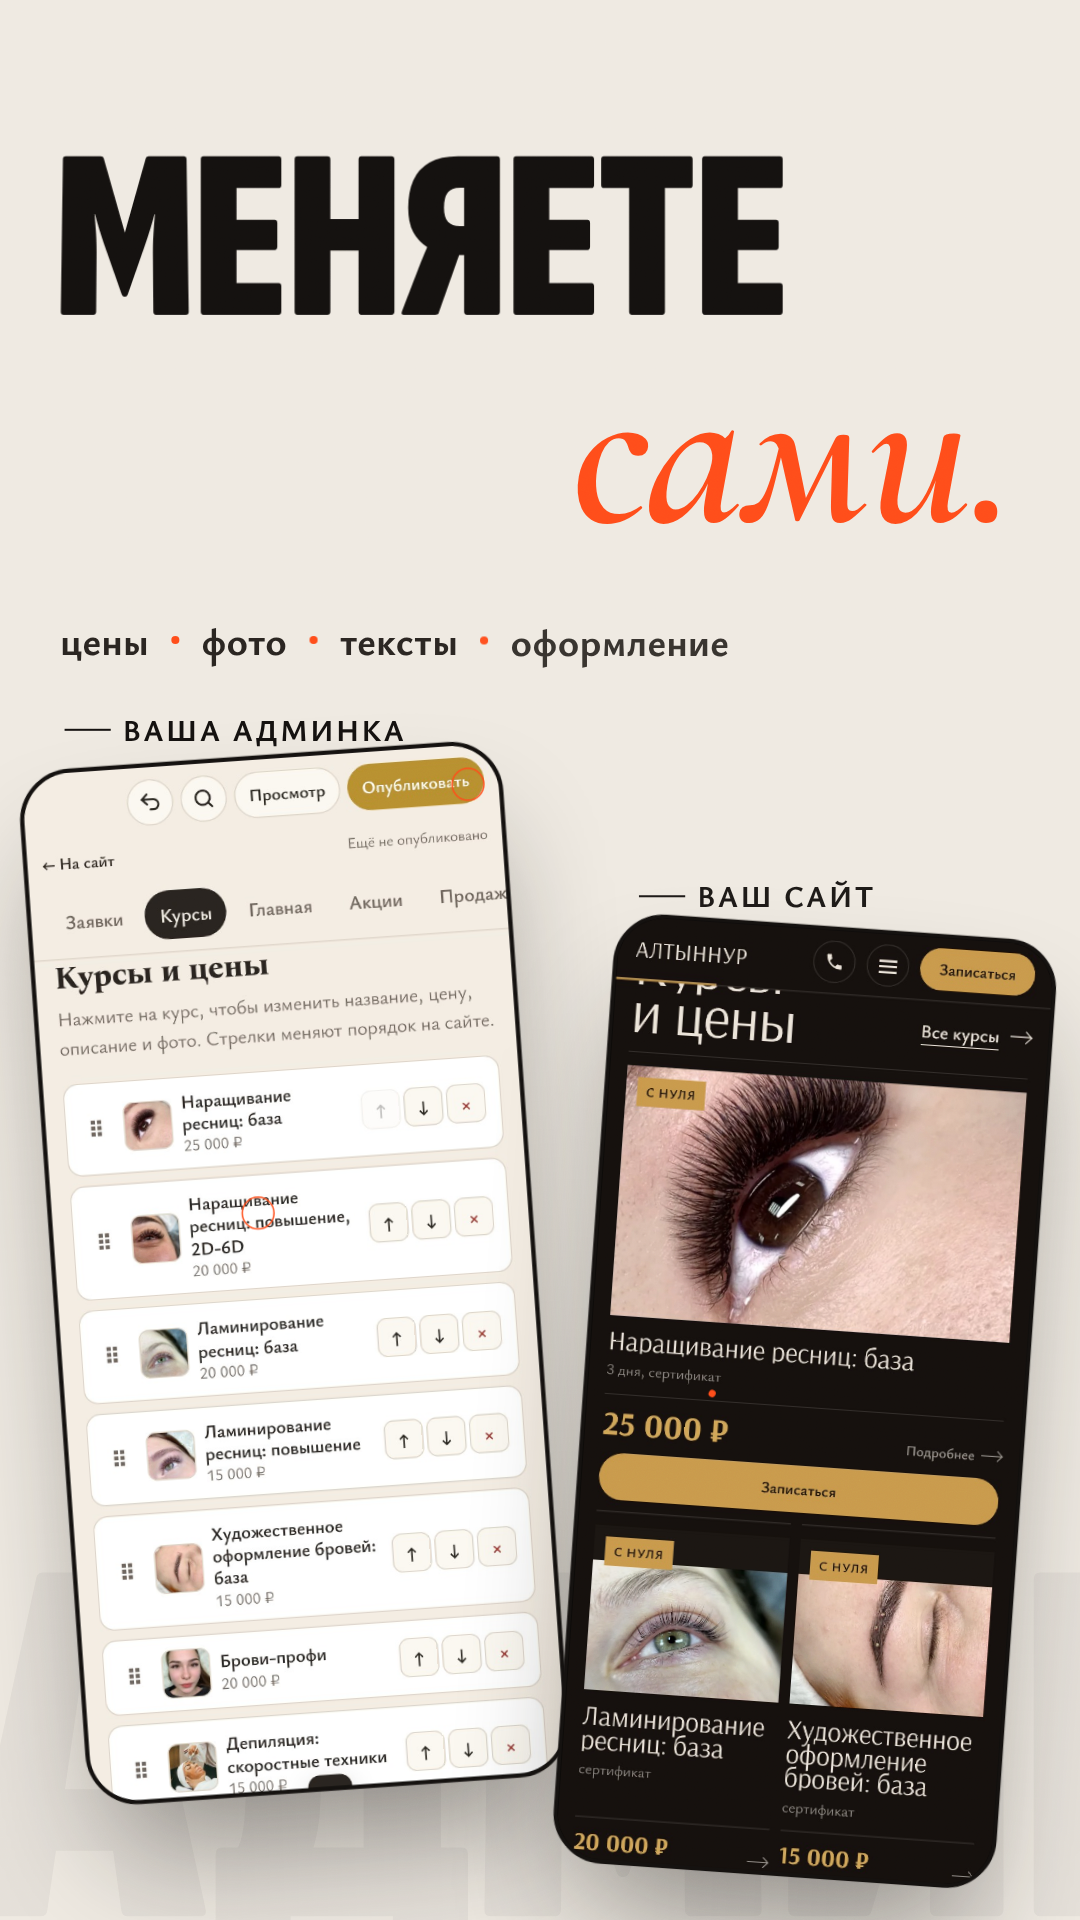 МЕНЯЕТЕ
сами.
цены • фото • тексты • оформление
ВАША АДМИНКА
Просмотр
Опубликовать
Ещё не опубликовано
← На сайт
Заявки
Курсы
Главная
Акции
Продаж
Курсы и цены
Нажмите на курс, чтобы изменить название, цену,
описание и фото. Стрелки меняют порядок на сайте.
Наращивание
ресниц: база
25 000 ₽
Наращивание
ресниц: повышение,
2D-6D
20 000 ₽
Ламинирование
ресниц: база
20 000 ₽
Ламинирование
ресниц: повышение
15 000 ₽
Художественное
оформление бровей:
база
15 000 ₽
Брови-профи
20 000 ₽
Депиляция:
скоростные техники
15 000 ₽
ВАШ САЙТ
АЛТЫННУР
Записаться
Курсы
и цены
Все курсы →
С НУЛЯ
Наращивание ресниц: база
3 дня, сертификат
25 000 ₽
Подробнее →
Записаться
С НУЛЯ
Ламинирование
ресниц: база
сертификат
20 000 ₽ →
С НУЛЯ
Художественное
оформление
бровей: база
сертификат
15 000 ₽ →